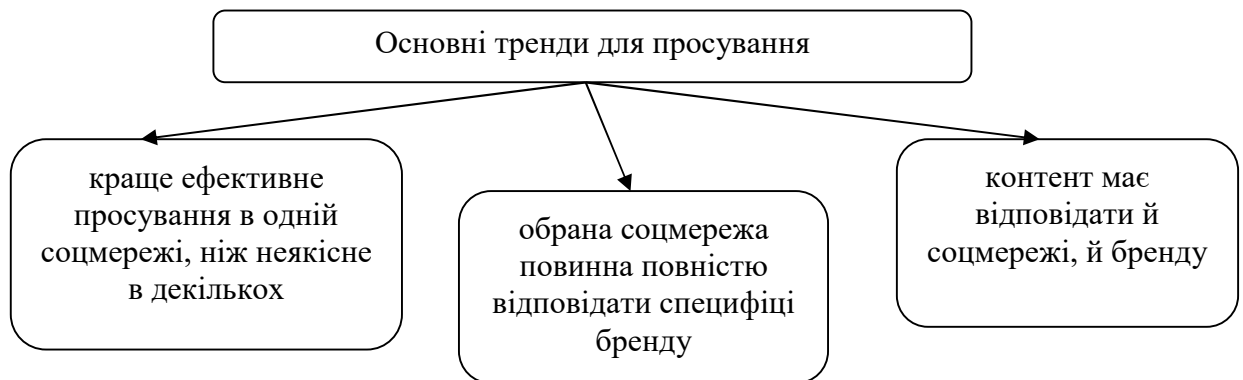 Основні тренди для просування
краще ефективне
просування в одній
соцмережі, ніж неякісне
в декількох
обрана соцмережа
повинна повністю
відповідати специфіці
бренду
контент має
відповідати й
соцмережі, й бренду